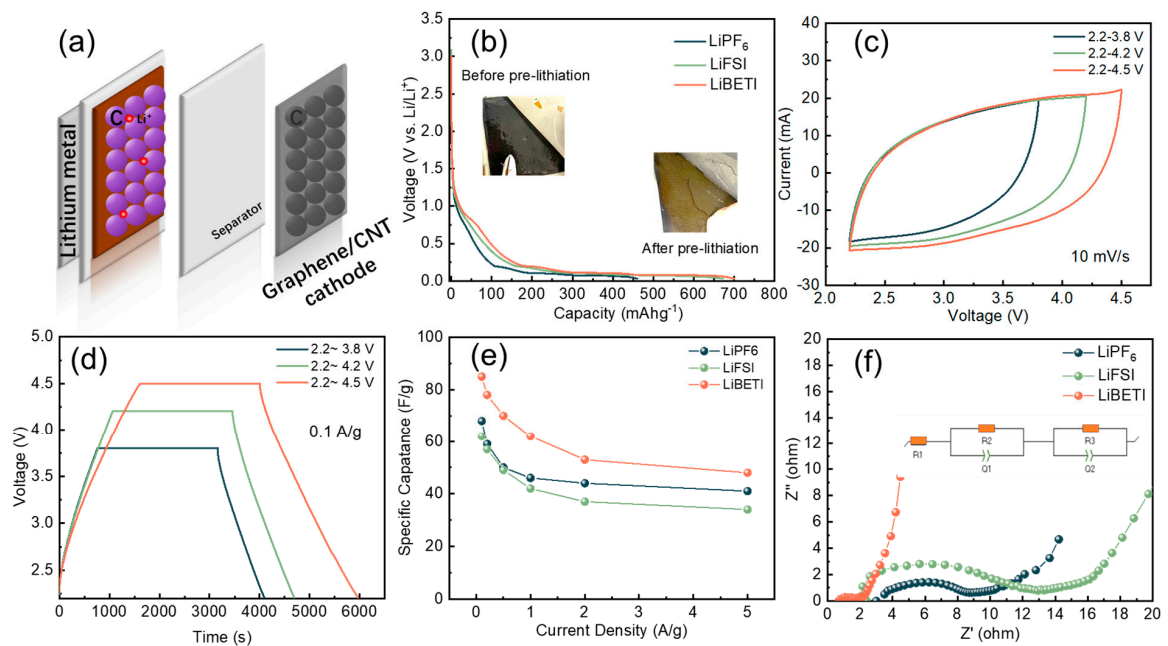 (a)
Lithium metal
C
Li⁺
Separator
C
Graphene/CNT
cathode
(b)
LiPF₆
LiFSI
LiBETI
Before pre-lithiation
After pre-lithiation
Voltage (V vs. Li/Li⁺)
3.5
3.0
2.5
2.0
1.5
1.0
0.5
0.0
0 100 200 300 400 500 600 700 800
Capacity (mAhg⁻¹)
(c)
2.2-3.8 V
2.2-4.2 V
2.2-4.5 V
10 mV/s
Current (mA)
40
30
20
10
0
-10
-20
-30
2.0 2.5 3.0 3.5 4.0 4.5
Voltage (V)
(d)
2.2~ 3.8 V
2.2~ 4.2 V
2.2~ 4.5 V
0.1 A/g
Voltage (V)
5.0
4.5
4.0
3.5
3.0
2.5
0 1000 2000 3000 4000 5000 6000
Time (s)
(e)
LiPF6
LiFSI
LiBETI
Specific Capatance (F/g)
100
80
60
40
20
0
0 1 2 3 4 5
Current Density (A/g)
(f)
LiPF₆
LiFSI
LiBETI
R1
R2
Q1
R3
Q2
Z" (ohm)
20
18
16
14
12
10
8
6
4
2
0
0 2 4 6 8 10 12 14 16 18 20
Z' (ohm)